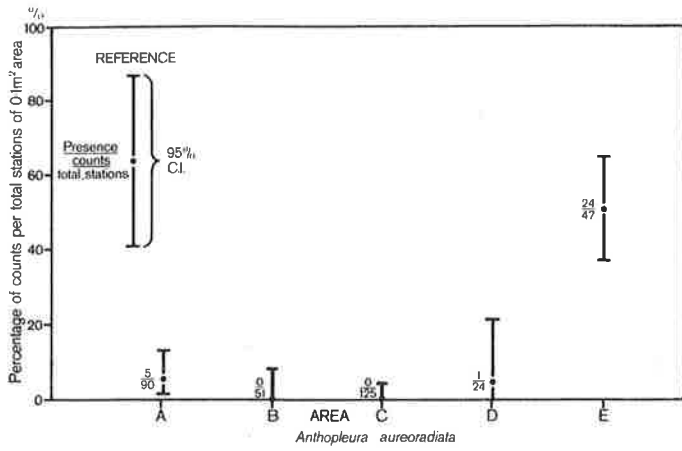 %
100
80
60
40
20
0
Percentage of counts per total stations of 0·1m² area
REFERENCE
Presence
counts
total stations
95%
C.I.
5
90
0
51
0
125
1
24
24
47
A B AREA C D E
Anthopleura aureoradiata